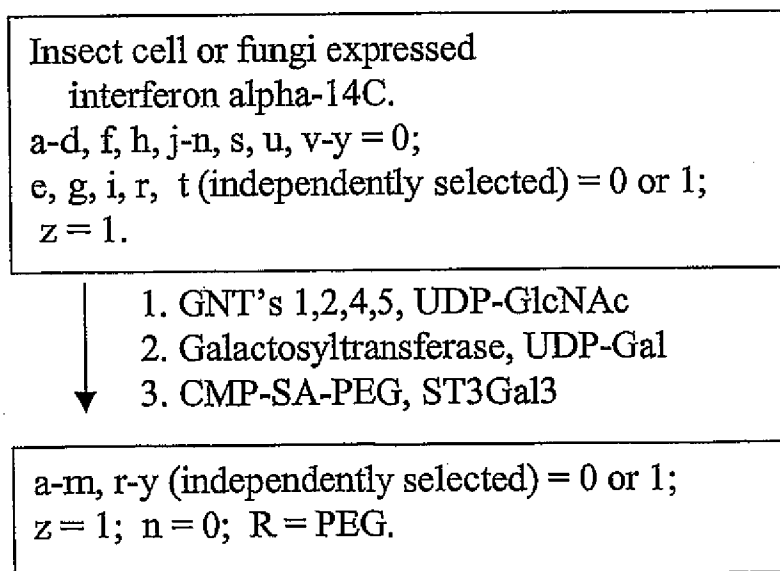 Insect cell or fungi expressed
interferon alpha-14C.
a-d, f, h, j-n, s, u, v-y = 0;
e, g, i, r, t (independently selected) = 0 or 1;
z = 1.
1. GNT's 1,2,4,5, UDP-GlcNAc
2. Galactosyltransferase, UDP-Gal
3. CMP-SA-PEG, ST3Gal3
a-m, r-y (independently selected) = 0 or 1;
z = 1; n = 0; R = PEG.